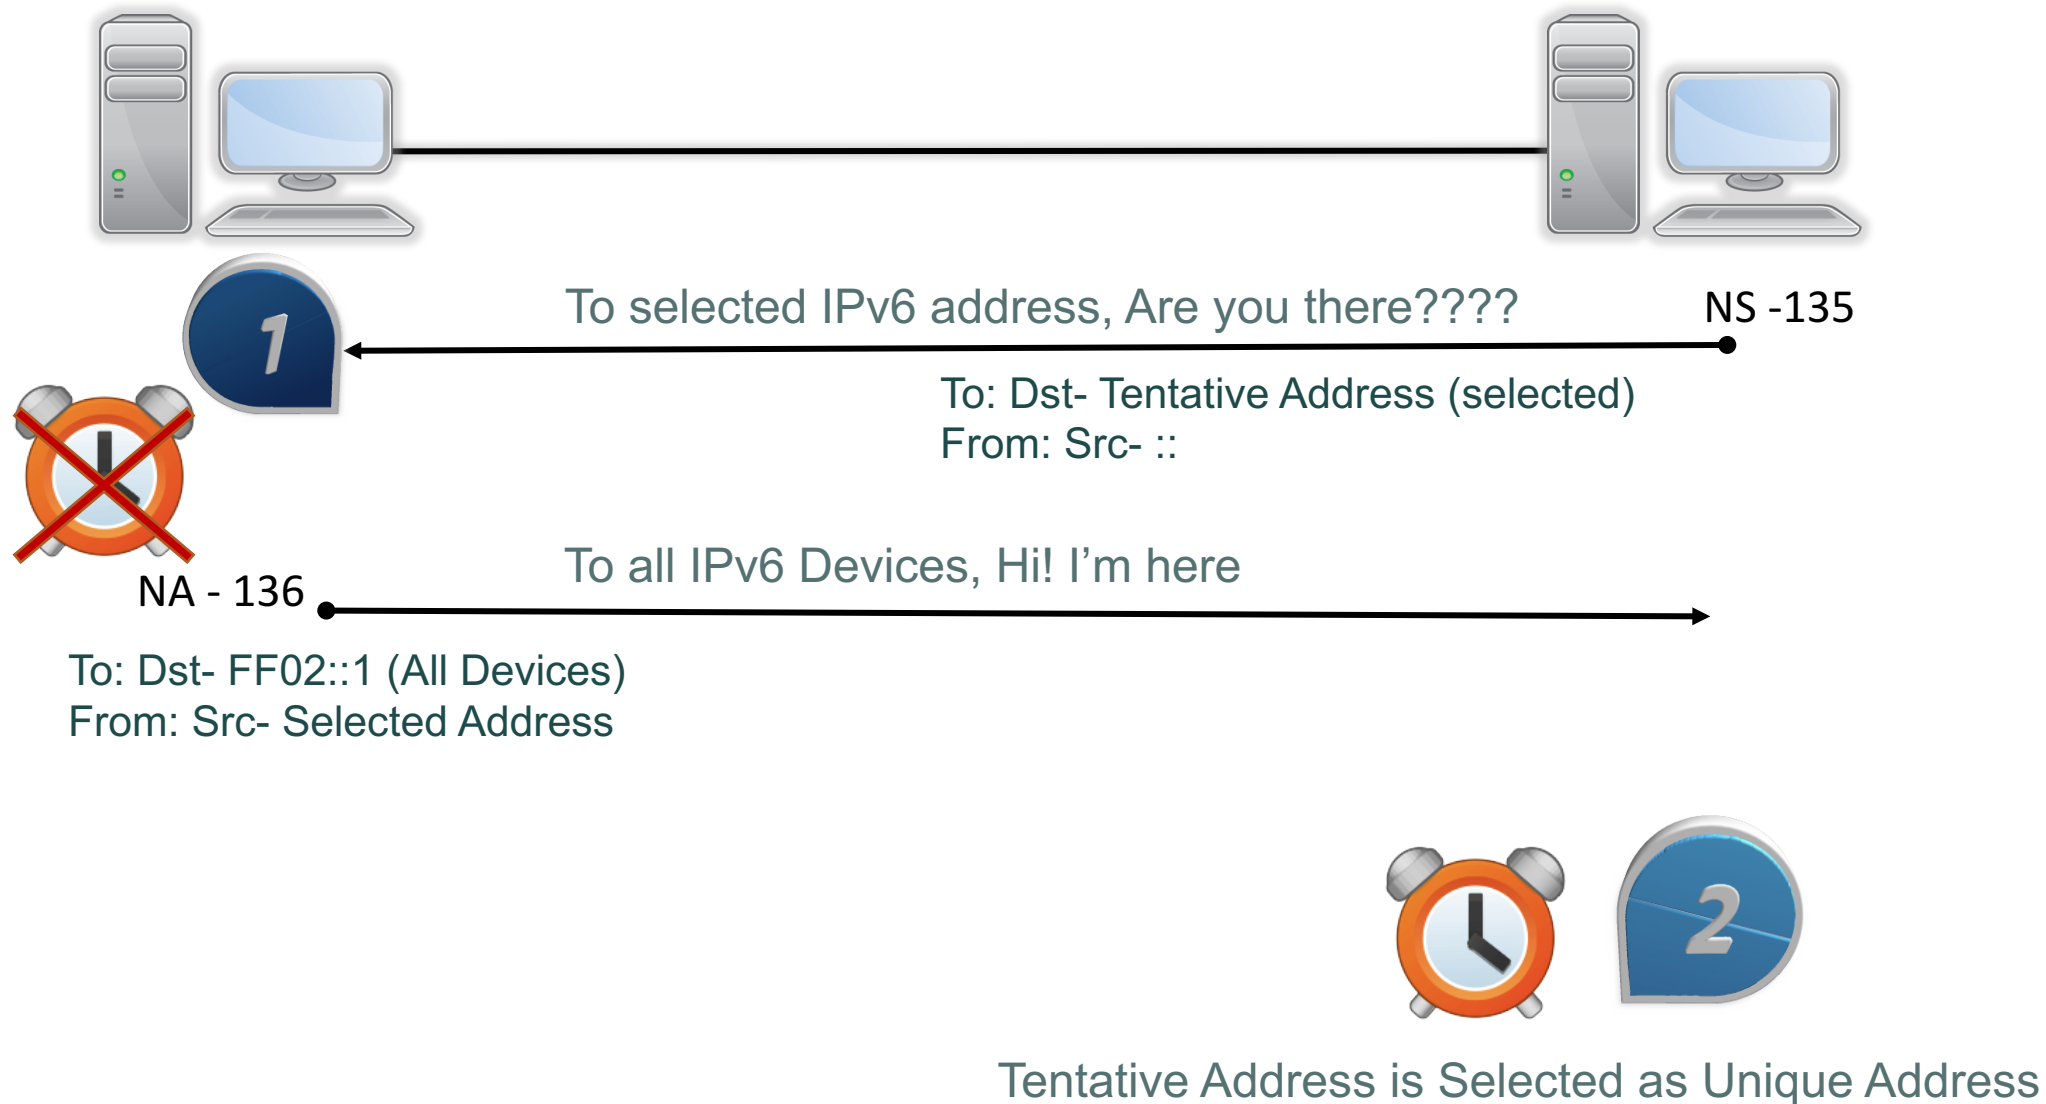 To selected IPv6 address, Are you there????
NS -135
1
To: Dst- Tentative Address (selected)
From: Src- ::
To all IPv6 Devices, Hi! I’m here
NA - 136
To: Dst- FF02::1 (All Devices)
From: Src- Selected Address
2
Tentative Address is Selected as Unique Address